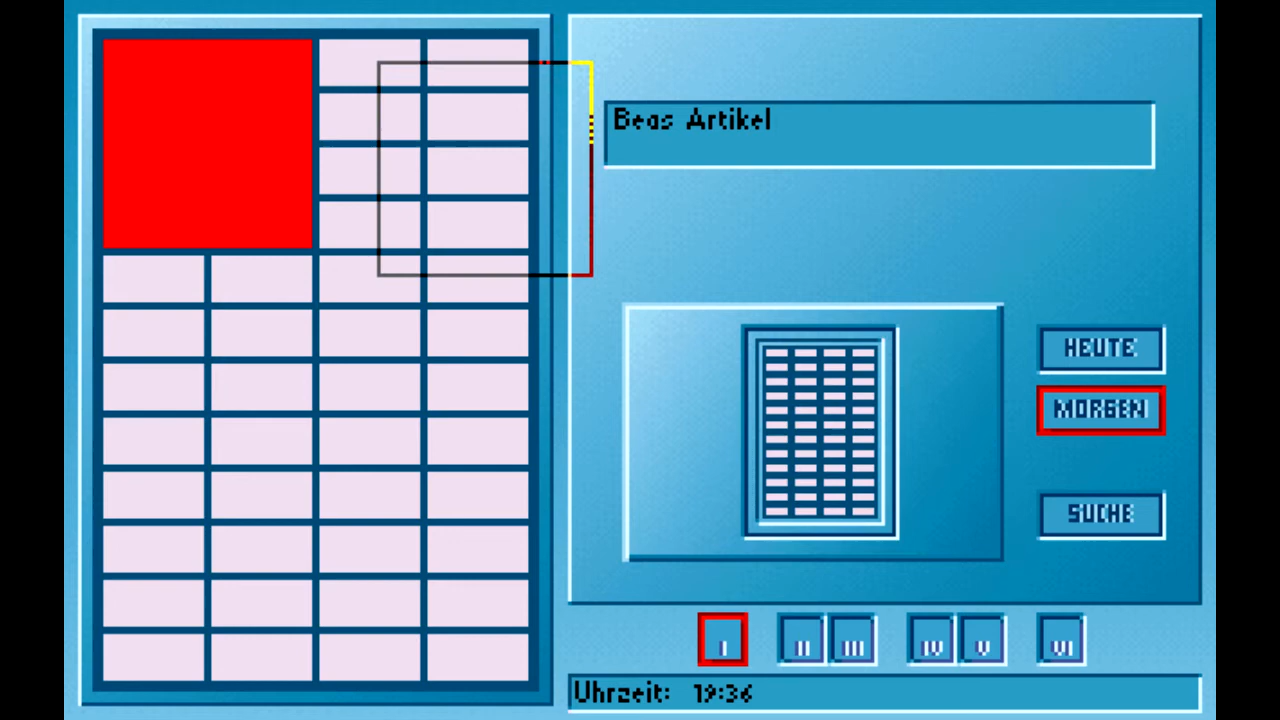 Beas Artikel
HEUTE
MORGEN
SUCHE
I II III IV V VI
Uhrzeit: 19:36